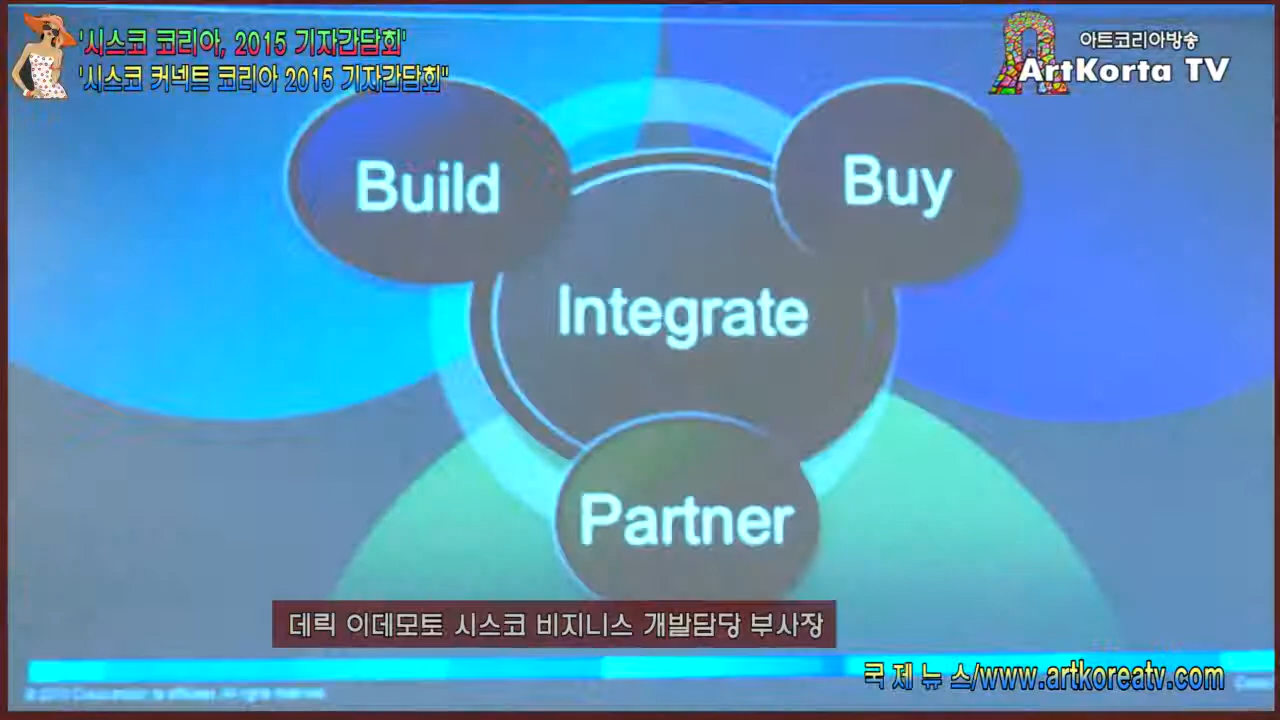 '시스코 코리아, 2015 기자간담회'
'시스코 커넥트 코리아 2015 기자간담회"
아트코리아방송
ArtKorta TV
Build
Buy
Integrate
Partner
데릭 이데모토 시스코 비지니스 개발담당 부사장
국 제 뉴 스/www.artkoreatv.com
All rights reserved.